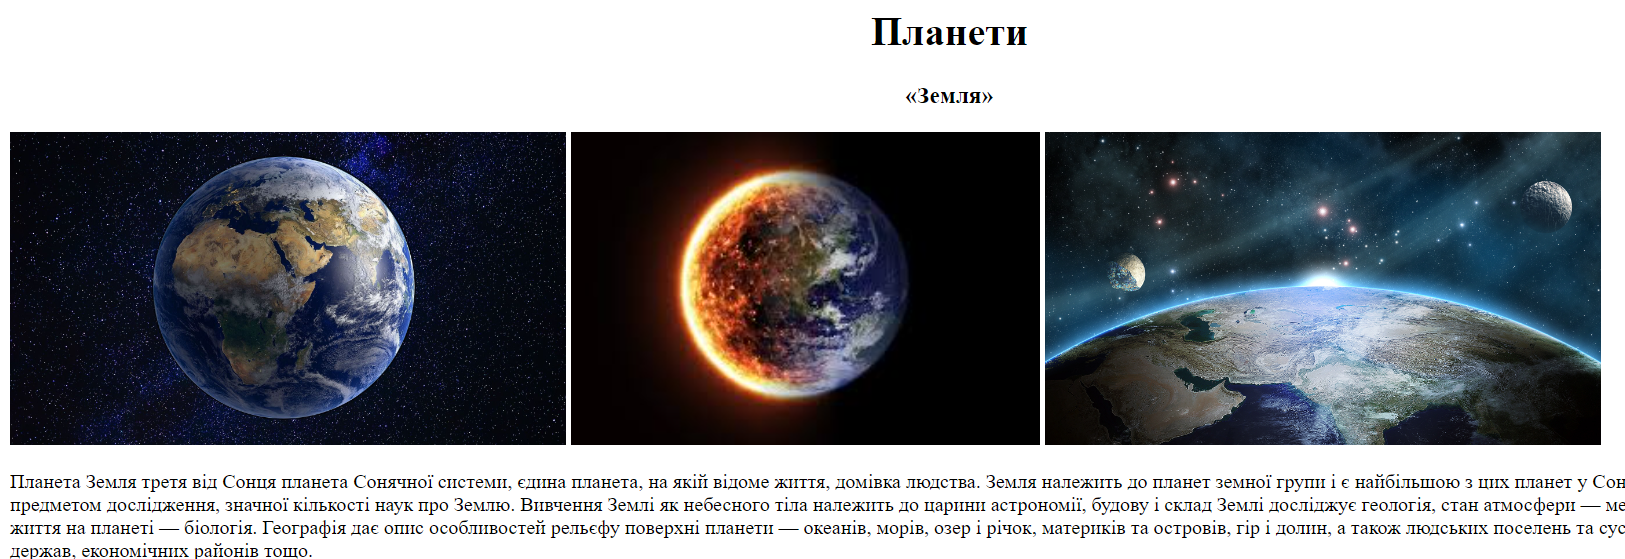 Планети
«Земля»
Планета Земля третя від Сонця планета Сонячної системи, єдина планета, на якій відоме життя, домівка людства. Земля належить до планет земної групи і є найбільшою з цих планет у Сон
предметом дослідження, значної кількості наук про Землю. Вивчення Землі як небесного тіла належить до царини астрономії, будову і склад Землі досліджує геологія, стан атмосфери — ме
життя на планеті — біологія. Географія дає опис особливостей рельєфу поверхні планети — океанів, морів, озер і річок, материків та островів, гір і долин, а також людських поселень та сус
держав, економічних районів тощо.